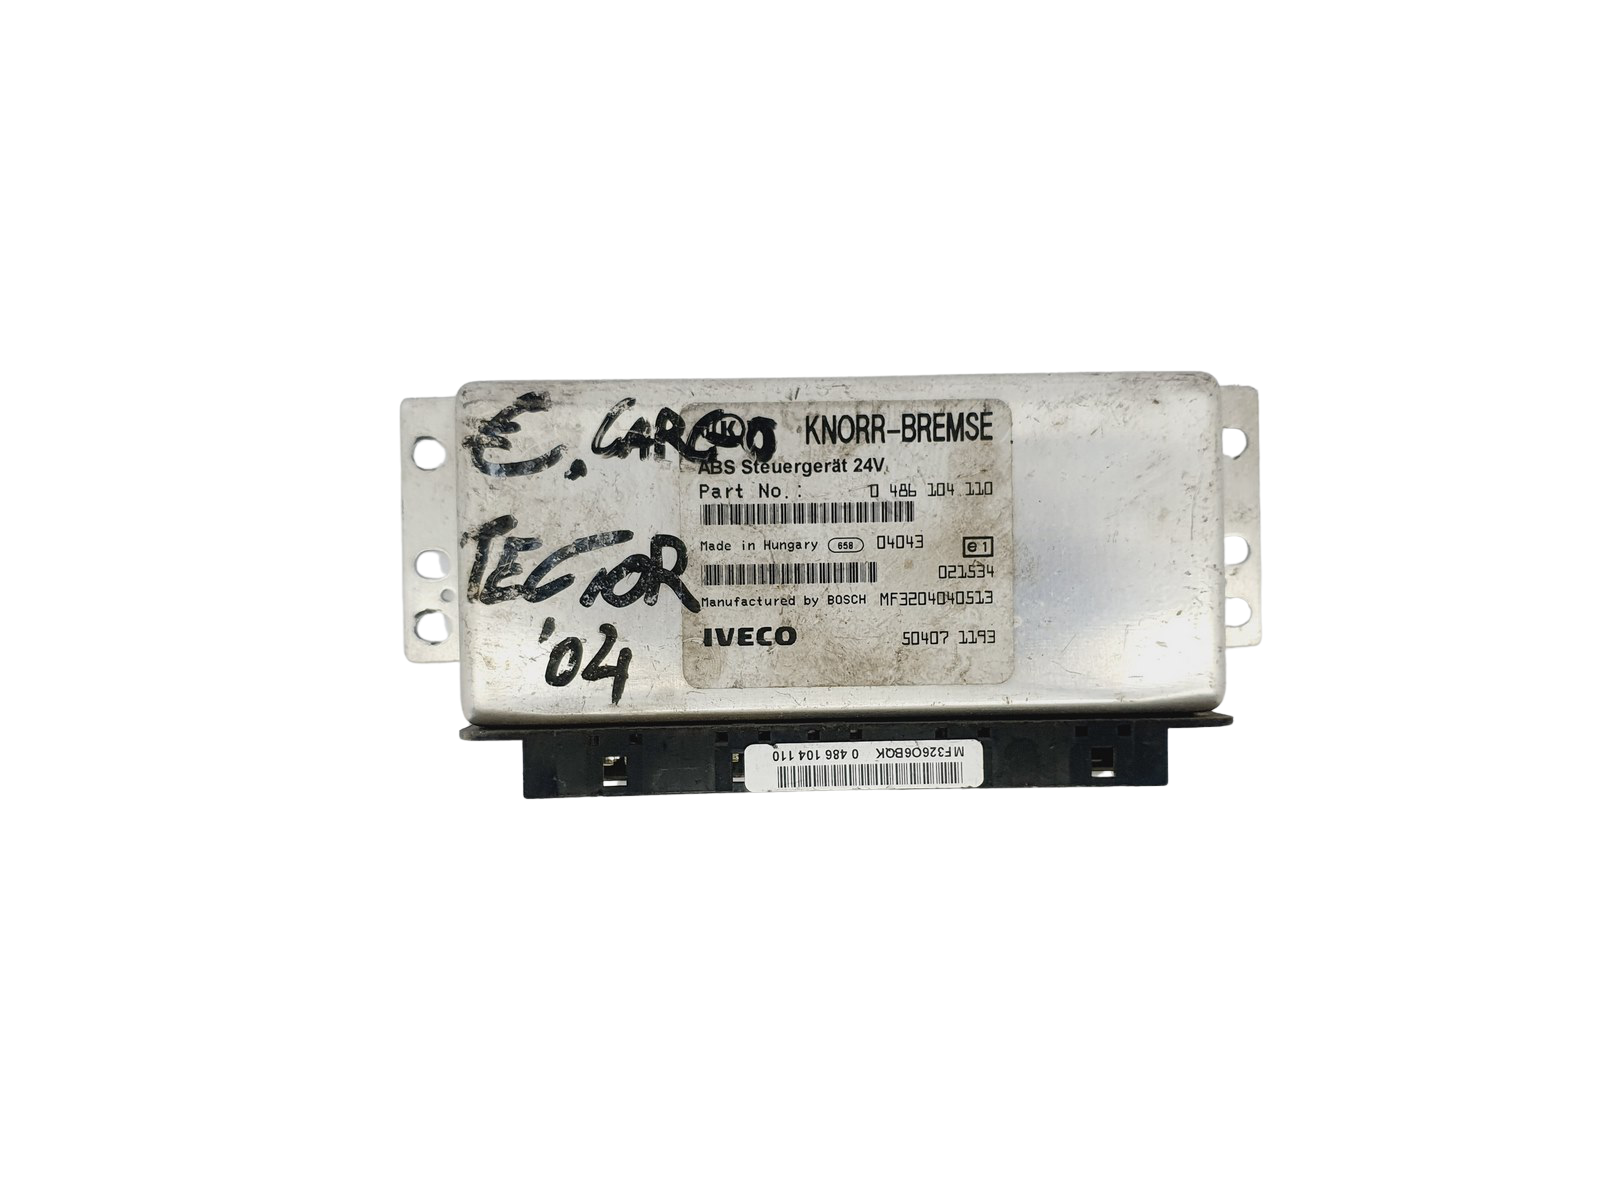 E. CARGO
TECTOR
'04
KNORR-BREMSE
ABS Steuergerät 24V
Part No.: 0 486 104 110
Made in Hungary 658 04043 e1
021534
Manufactured by BOSCH MF3204040513
IVECO 50407 1193
MF326O6BQK 0 486 104 110